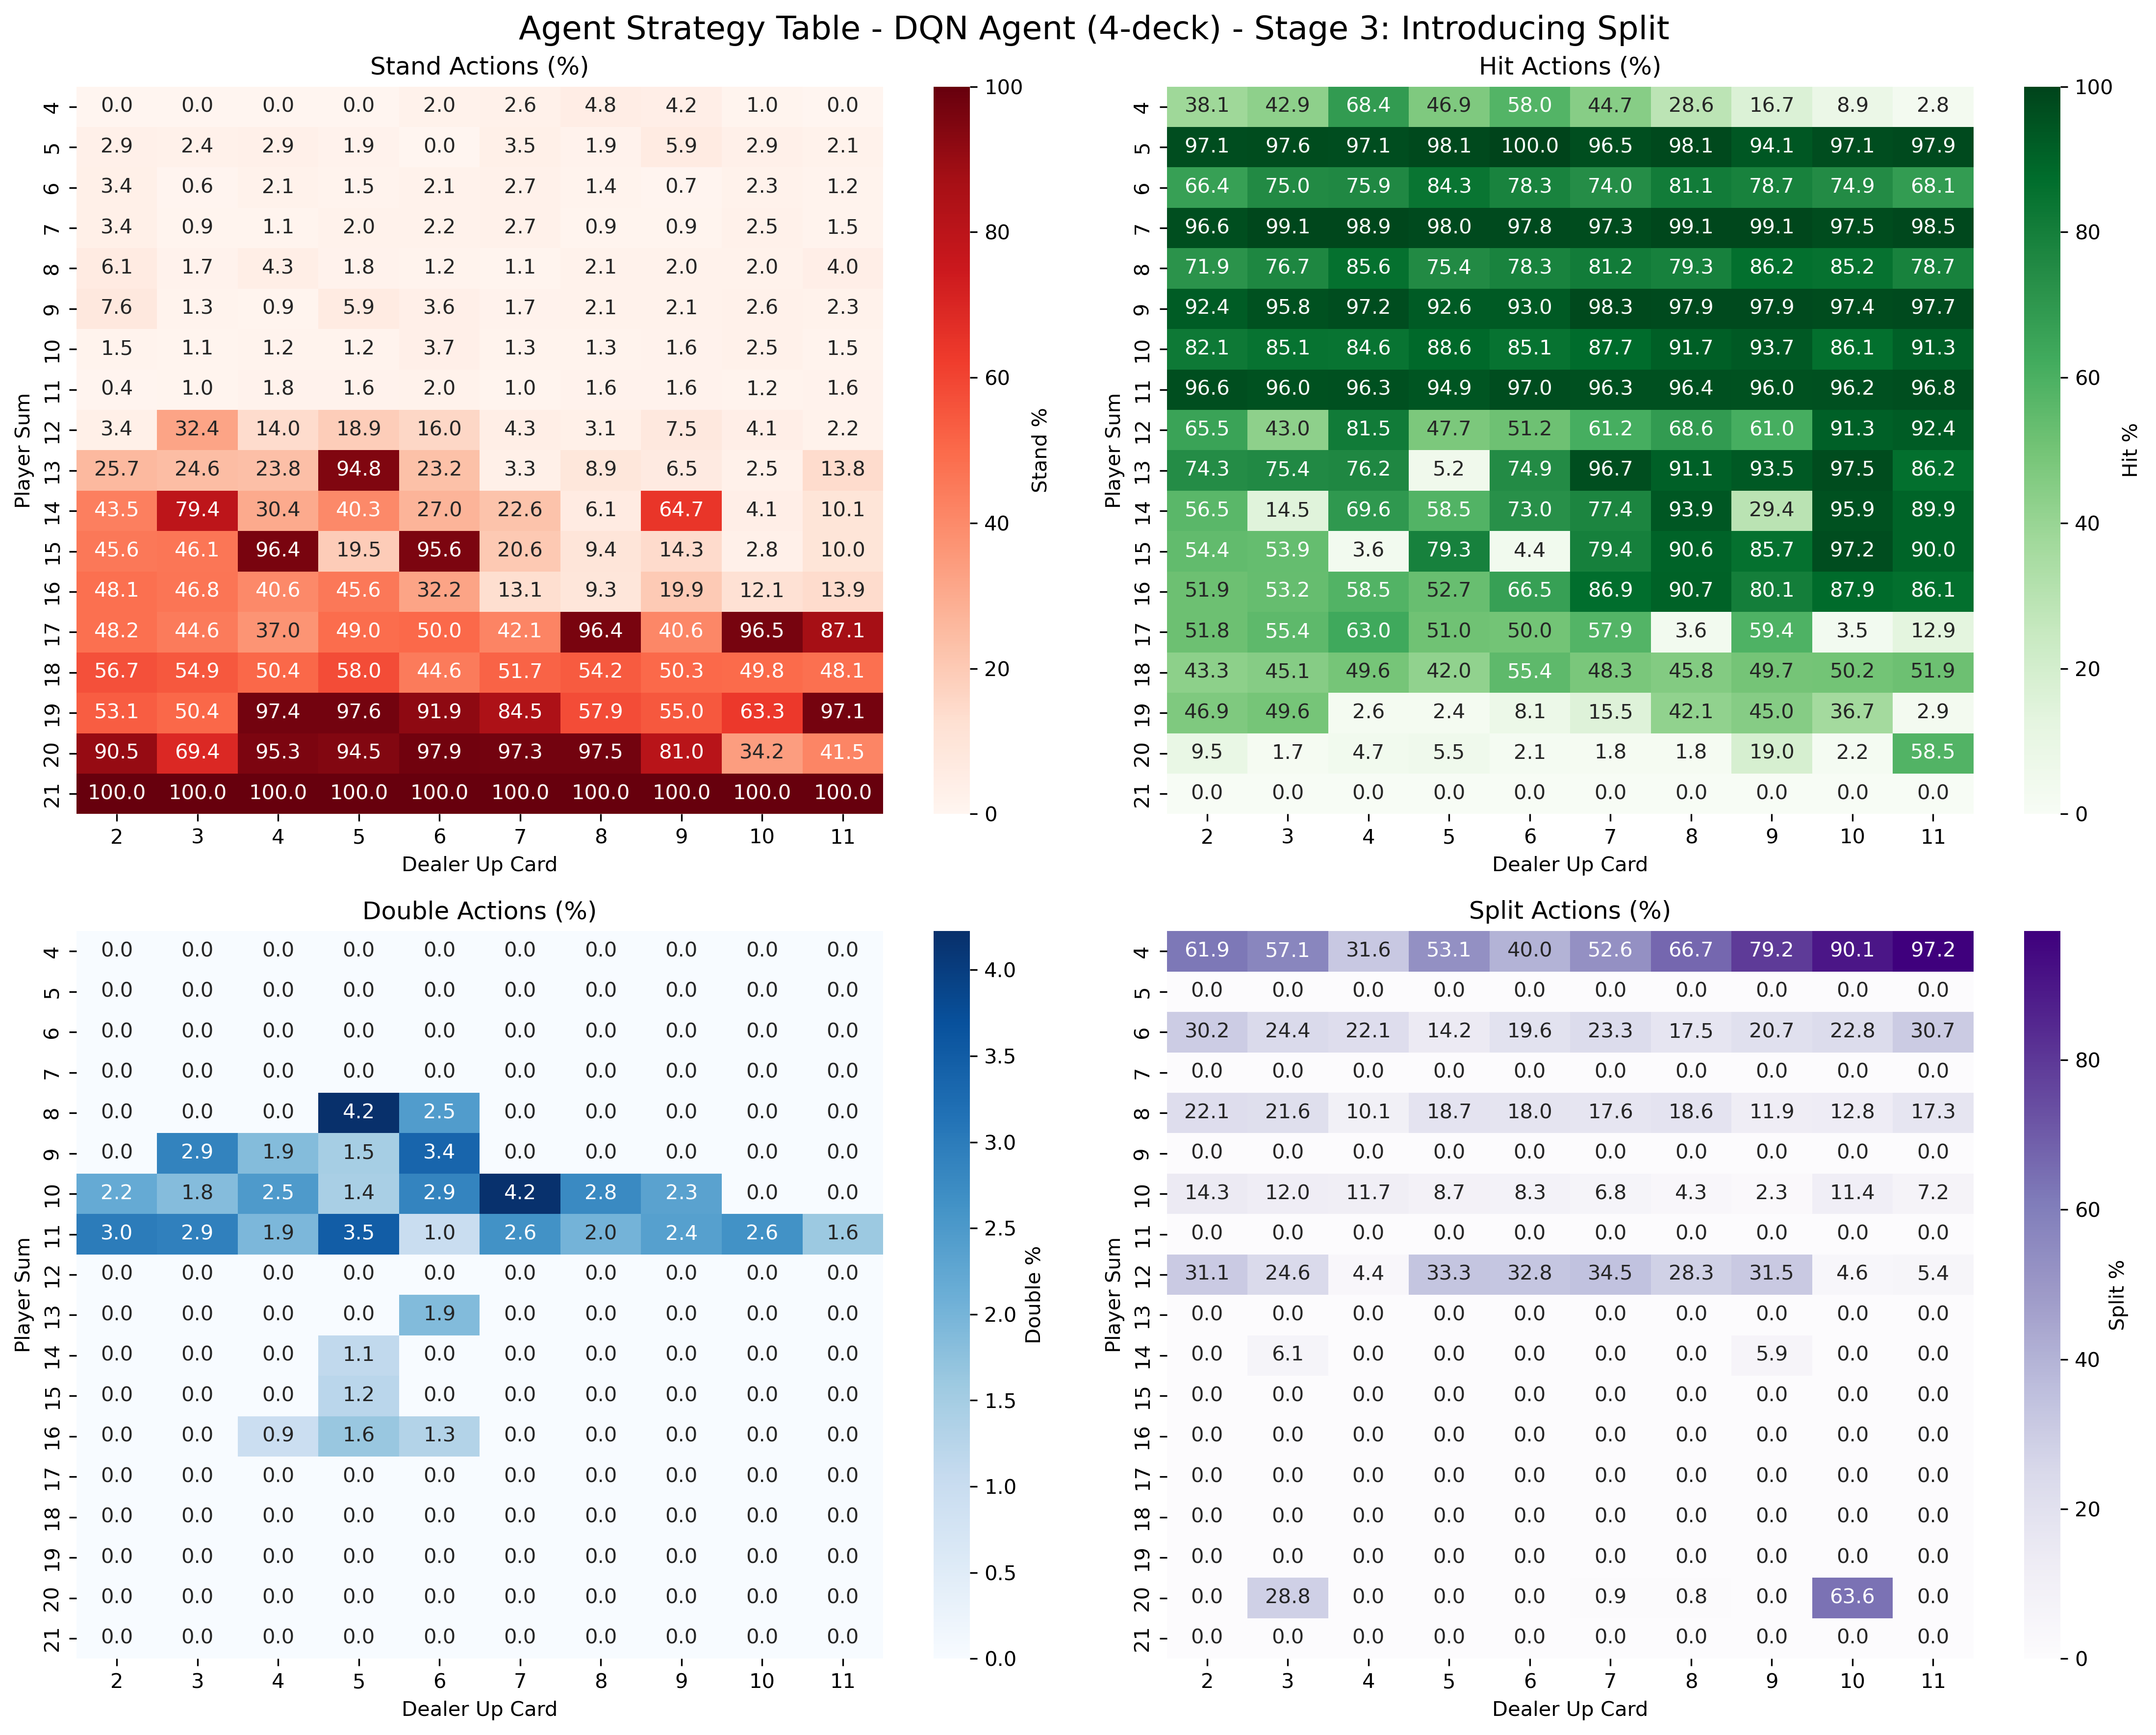 Agent Strategy Table - DQN Agent (4-deck) - Stage 3: Introducing Split
Stand Actions (%)
Player Sum
4 0.0 0.0 0.0 0.0 2.0 2.6 4.8 4.2 1.0 0.0
5 2.9 2.4 2.9 1.9 0.0 3.5 1.9 5.9 2.9 2.1
6 3.4 0.6 2.1 1.5 2.1 2.7 1.4 0.7 2.3 1.2
7 3.4 0.9 1.1 2.0 2.2 2.7 0.9 0.9 2.5 1.5
8 6.1 1.7 4.3 1.8 1.2 1.1 2.1 2.0 2.0 4.0
9 7.6 1.3 0.9 5.9 3.6 1.7 2.1 2.1 2.6 2.3
10 1.5 1.1 1.2 1.2 3.7 1.3 1.3 1.6 2.5 1.5
11 0.4 1.0 1.8 1.6 2.0 1.0 1.6 1.6 1.2 1.6
12 3.4 32.4 14.0 18.9 16.0 4.3 3.1 7.5 4.1 2.2
13 25.7 24.6 23.8 94.8 23.2 3.3 8.9 6.5 2.5 13.8
14 43.5 79.4 30.4 40.3 27.0 22.6 6.1 64.7 4.1 10.1
15 45.6 46.1 96.4 19.5 95.6 20.6 9.4 14.3 2.8 10.0
16 48.1 46.8 40.6 45.6 32.2 13.1 9.3 19.9 12.1 13.9
17 48.2 44.6 37.0 49.0 50.0 42.1 96.4 40.6 96.5 87.1
18 56.7 54.9 50.4 58.0 44.6 51.7 54.2 50.3 49.8 48.1
19 53.1 50.4 97.4 97.6 91.9 84.5 57.9 55.0 63.3 97.1
20 90.5 69.4 95.3 94.5 97.9 97.3 97.5 81.0 34.2 41.5
21 100.0 100.0 100.0 100.0 100.0 100.0 100.0 100.0 100.0 100.0
2 3 4 5 6 7 8 9 10 11
Dealer Up Card
100
80
60
40
20
0
Stand %
Hit Actions (%)
Player Sum
4 38.1 42.9 68.4 46.9 58.0 44.7 28.6 16.7 8.9 2.8
5 97.1 97.6 97.1 98.1 100.0 96.5 98.1 94.1 97.1 97.9
6 66.4 75.0 75.9 84.3 78.3 74.0 81.1 78.7 74.9 68.1
7 96.6 99.1 98.9 98.0 97.8 97.3 99.1 99.1 97.5 98.5
8 71.9 76.7 85.6 75.4 78.3 81.2 79.3 86.2 85.2 78.7
9 92.4 95.8 97.2 92.6 93.0 98.3 97.9 97.9 97.4 97.7
10 82.1 85.1 84.6 88.6 85.1 87.7 91.7 93.7 86.1 91.3
11 96.6 96.0 96.3 94.9 97.0 96.3 96.4 96.0 96.2 96.8
12 65.5 43.0 81.5 47.7 51.2 61.2 68.6 61.0 91.3 92.4
13 74.3 75.4 76.2 5.2 74.9 96.7 91.1 93.5 97.5 86.2
14 56.5 14.5 69.6 58.5 73.0 77.4 93.9 29.4 95.9 89.9
15 54.4 53.9 3.6 79.3 4.4 79.4 90.6 85.7 97.2 90.0
16 51.9 53.2 58.5 52.7 66.5 86.9 90.7 80.1 87.9 86.1
17 51.8 55.4 63.0 51.0 50.0 57.9 3.6 59.4 3.5 12.9
18 43.3 45.1 49.6 42.0 55.4 48.3 45.8 49.7 50.2 51.9
19 46.9 49.6 2.6 2.4 8.1 15.5 42.1 45.0 36.7 2.9
20 9.5 1.7 4.7 5.5 2.1 1.8 1.8 19.0 2.2 58.5
21 0.0 0.0 0.0 0.0 0.0 0.0 0.0 0.0 0.0 0.0
2 3 4 5 6 7 8 9 10 11
Dealer Up Card
100
80
60
40
20
0
Hit %
Double Actions (%)
Player Sum
4 0.0 0.0 0.0 0.0 0.0 0.0 0.0 0.0 0.0 0.0
5 0.0 0.0 0.0 0.0 0.0 0.0 0.0 0.0 0.0 0.0
6 0.0 0.0 0.0 0.0 0.0 0.0 0.0 0.0 0.0 0.0
7 0.0 0.0 0.0 0.0 0.0 0.0 0.0 0.0 0.0 0.0
8 0.0 0.0 0.0 4.2 2.5 0.0 0.0 0.0 0.0 0.0
9 0.0 2.9 1.9 1.5 3.4 0.0 0.0 0.0 0.0 0.0
10 2.2 1.8 2.5 1.4 2.9 4.2 2.8 2.3 0.0 0.0
11 3.0 2.9 1.9 3.5 1.0 2.6 2.0 2.4 2.6 1.6
12 0.0 0.0 0.0 0.0 0.0 0.0 0.0 0.0 0.0 0.0
13 0.0 0.0 0.0 0.0 1.9 0.0 0.0 0.0 0.0 0.0
14 0.0 0.0 0.0 1.1 0.0 0.0 0.0 0.0 0.0 0.0
15 0.0 0.0 0.0 1.2 0.0 0.0 0.0 0.0 0.0 0.0
16 0.0 0.0 0.9 1.6 1.3 0.0 0.0 0.0 0.0 0.0
17 0.0 0.0 0.0 0.0 0.0 0.0 0.0 0.0 0.0 0.0
18 0.0 0.0 0.0 0.0 0.0 0.0 0.0 0.0 0.0 0.0
19 0.0 0.0 0.0 0.0 0.0 0.0 0.0 0.0 0.0 0.0
20 0.0 0.0 0.0 0.0 0.0 0.0 0.0 0.0 0.0 0.0
21 0.0 0.0 0.0 0.0 0.0 0.0 0.0 0.0 0.0 0.0
2 3 4 5 6 7 8 9 10 11
Dealer Up Card
4.0
3.5
3.0
2.5
2.0
1.5
1.0
0.5
0.0
Double %
Split Actions (%)
Player Sum
4 61.9 57.1 31.6 53.1 40.0 52.6 66.7 79.2 90.1 97.2
5 0.0 0.0 0.0 0.0 0.0 0.0 0.0 0.0 0.0 0.0
6 30.2 24.4 22.1 14.2 19.6 23.3 17.5 20.7 22.8 30.7
7 0.0 0.0 0.0 0.0 0.0 0.0 0.0 0.0 0.0 0.0
8 22.1 21.6 10.1 18.7 18.0 17.6 18.6 11.9 12.8 17.3
9 0.0 0.0 0.0 0.0 0.0 0.0 0.0 0.0 0.0 0.0
10 14.3 12.0 11.7 8.7 8.3 6.8 4.3 2.3 11.4 7.2
11 0.0 0.0 0.0 0.0 0.0 0.0 0.0 0.0 0.0 0.0
12 31.1 24.6 4.4 33.3 32.8 34.5 28.3 31.5 4.6 5.4
13 0.0 0.0 0.0 0.0 0.0 0.0 0.0 0.0 0.0 0.0
14 0.0 6.1 0.0 0.0 0.0 0.0 0.0 5.9 0.0 0.0
15 0.0 0.0 0.0 0.0 0.0 0.0 0.0 0.0 0.0 0.0
16 0.0 0.0 0.0 0.0 0.0 0.0 0.0 0.0 0.0 0.0
17 0.0 0.0 0.0 0.0 0.0 0.0 0.0 0.0 0.0 0.0
18 0.0 0.0 0.0 0.0 0.0 0.0 0.0 0.0 0.0 0.0
19 0.0 0.0 0.0 0.0 0.0 0.0 0.0 0.0 0.0 0.0
20 0.0 28.8 0.0 0.0 0.0 0.9 0.8 0.0 63.6 0.0
21 0.0 0.0 0.0 0.0 0.0 0.0 0.0 0.0 0.0 0.0
2 3 4 5 6 7 8 9 10 11
Dealer Up Card
80
60
40
20
0
Split %